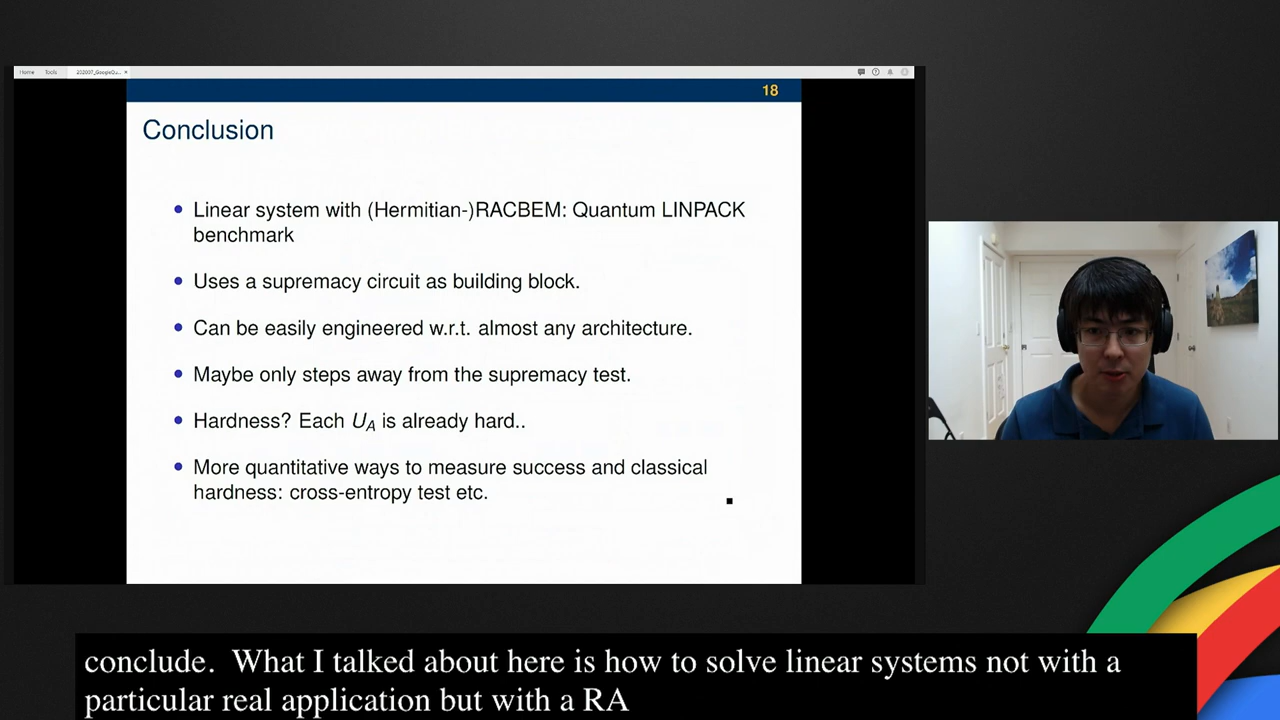 Home Tools 202007_GoogleQu... ×
18
Conclusion
• Linear system with (Hermitian-)RACBEM: Quantum LINPACK
benchmark
• Uses a supremacy circuit as building block.
• Can be easily engineered w.r.t. almost any architecture.
• Maybe only steps away from the supremacy test.
• Hardness? Each U_A is already hard..
• More quantitative ways to measure success and classical
hardness: cross-entropy test etc.
conclude. What I talked about here is how to solve linear systems not with a
particular real application but with a RA